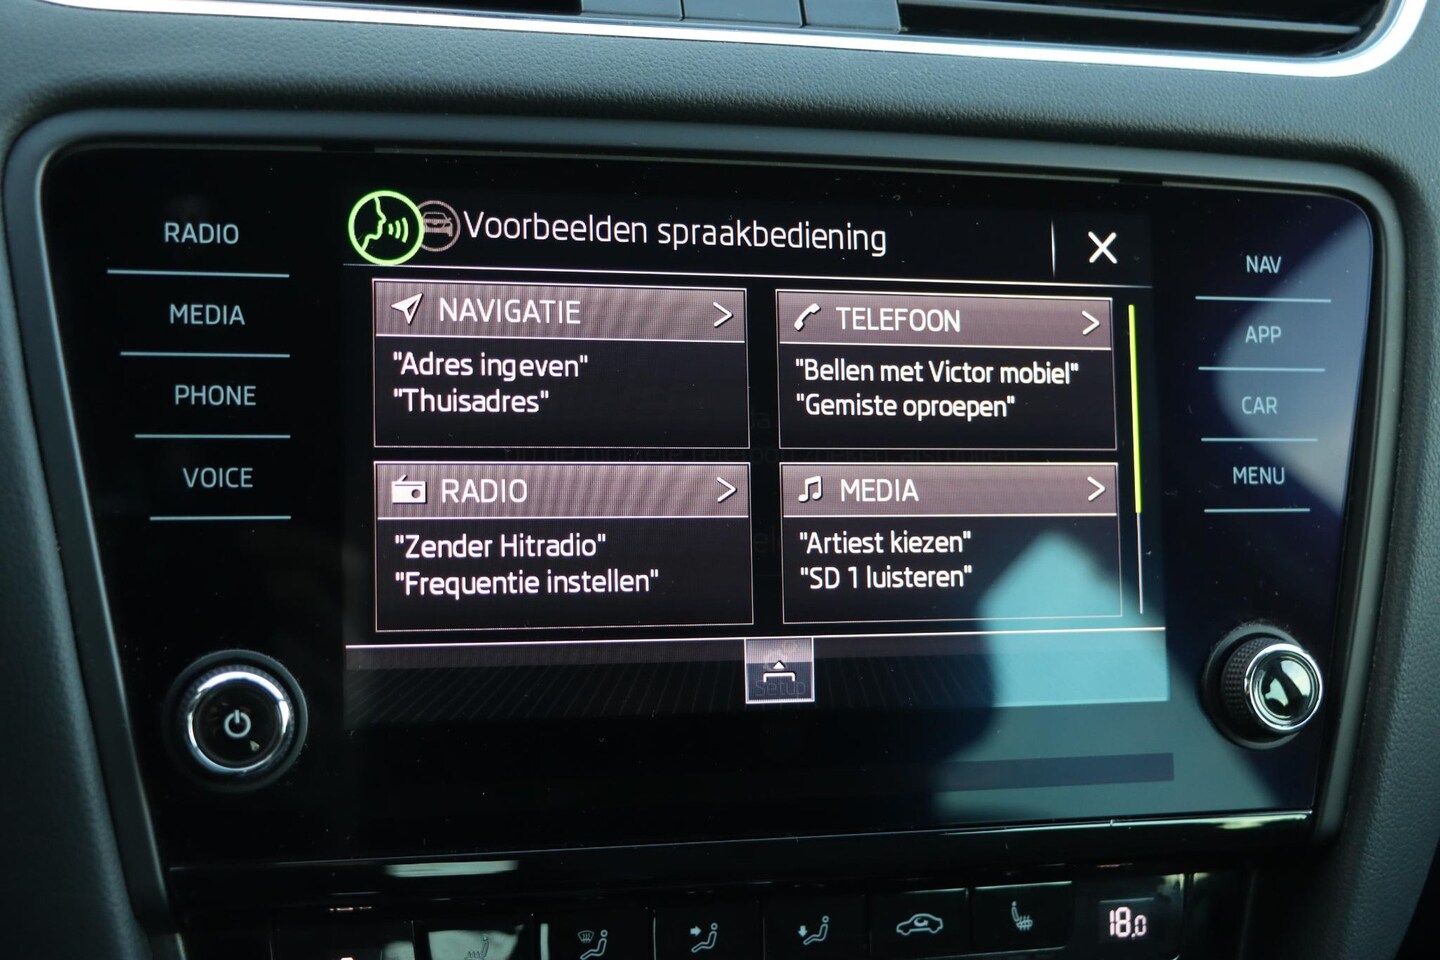 Voorbeelden spraakbediening
RADIO
MEDIA
PHONE
VOICE
NAVIGATIE
"Adres ingeven"
"Thuisadres"
TELEFOON
"Bellen met Victor mobiel"
"Gemiste oproepen"
RADIO
"Zender Hitradio"
"Frequentie instellen"
MEDIA
"Artiest kiezen"
"SD 1 luisteren"
Setup
NAV
APP
CAR
MENU
18.0